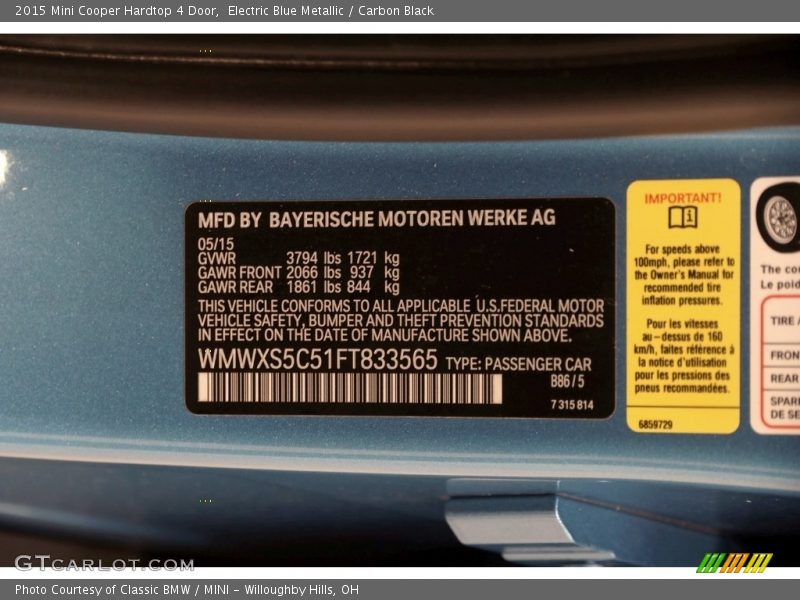 2015 Mini Cooper Hardtop 4 Door,  Electric Blue Metallic / Carbon Black
MFD BY BAYERISCHE MOTOREN WERKE AG
05/15
GVWR 3794 lbs 1721 kg
GAWR FRONT 2066 lbs 937 kg
GAWR REAR 1861 lbs 844 kg
THIS VEHICLE CONFORMS TO ALL APPLICABLE U.S.FEDERAL MOTOR
VEHICLE SAFETY, BUMPER AND THEFT PREVENTION STANDARDS
IN EFFECT ON THE DATE OF MANUFACTURE SHOWN ABOVE.
WMWXS5C51FT833565 TYPE: PASSENGER CAR
B86/5
7 315 814
IMPORTANT!
For speeds above
100mph, please refer to
the Owner's Manual for
recommended tire
inflation pressures.
Pour les vitesses
au-dessus de 160
km/h, faites référence à
la notice d'utilisation
pour les pressions des
pneus recommandées.
6859729
The co
Le poid
TIRE
FRON
REAR
SPAR
DE SE
GTCARLOT.COM
Photo Courtesy of Classic BMW / MINI - Willoughby Hills, OH